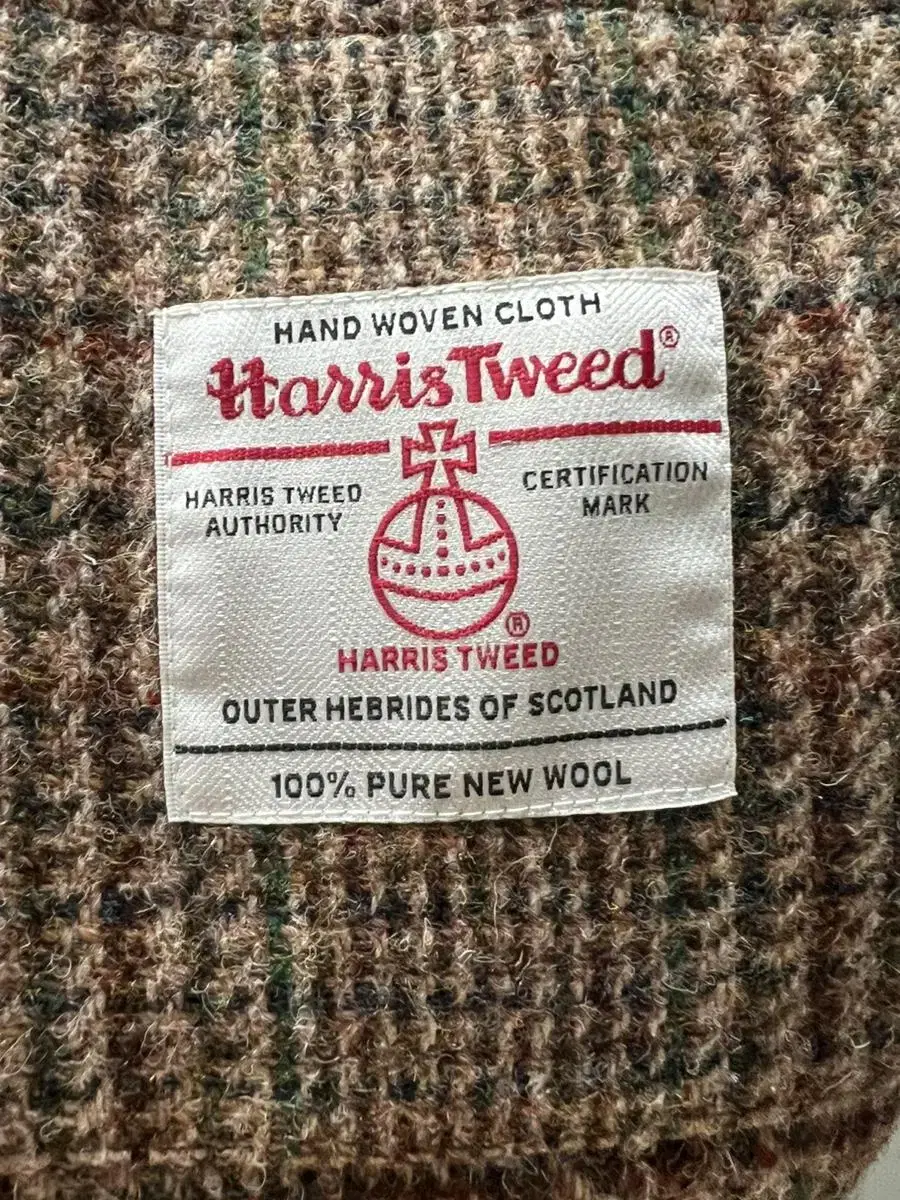 HAND WOVEN CLOTH
Harris Tweed®
HARRIS TWEED
AUTHORITY
CERTIFICATION
MARK
®
HARRIS TWEED
OUTER HEBRIDES OF SCOTLAND
100% PURE NEW WOOL